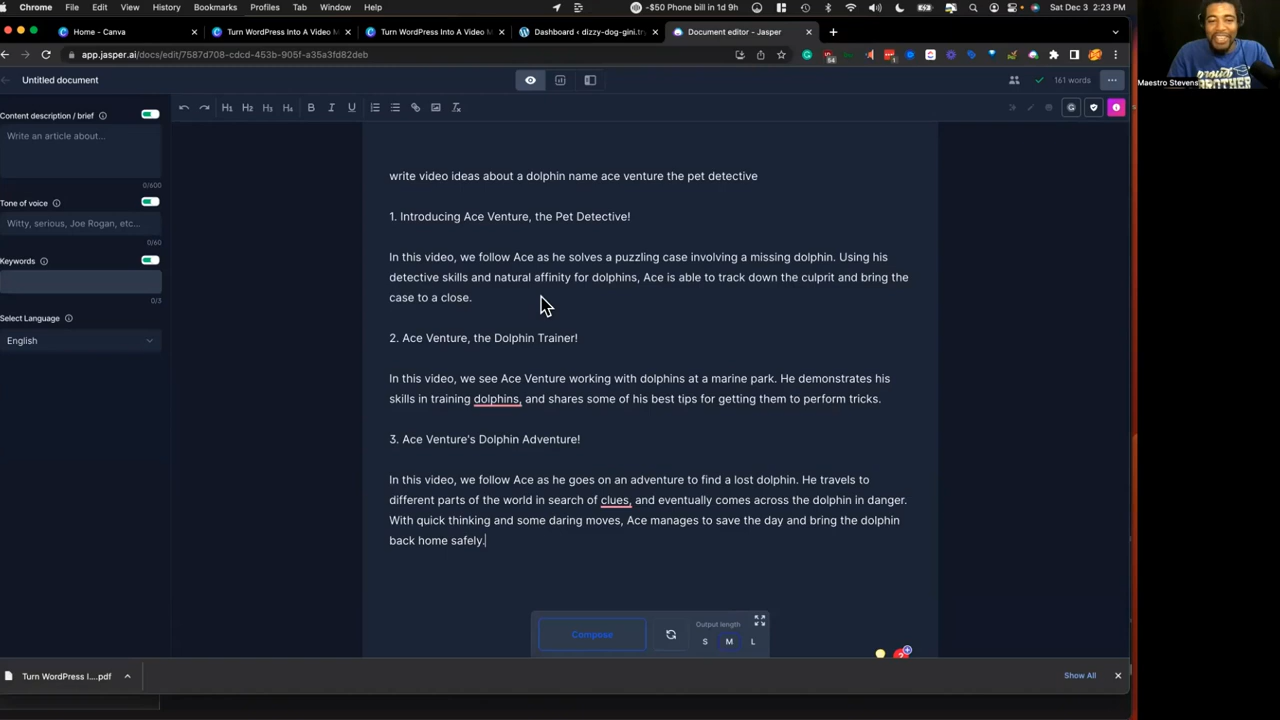 Chrome File Edit View History Bookmarks Profiles Tab Window Help -$50 Phone bill in 1d 9h Sat Dec 3 2:23 PM
Home - Canva
Turn WordPress Into A Video M
Turn WordPress Into A Video M
Dashboard ‹ dizzy-dog-gini.try
Document editor - Jasper
app.jasper.ai/docs/edit/7187708-cdcd-453b-905f-a35a3fd82deb
Maestro Stevens
Untitled document
161 words
H1 H2 H3 H4 B I U
Content description / brief
Write an article about...
0/600
Tone of voice
Witty, serious, Joe Rogan, etc...
0/60
Keywords
0/3
Select Language
English
write video ideas about a dolphin name ace venture the pet detective
1. Introducing Ace Venture, the Pet Detective!
In this video, we follow Ace as he solves a puzzling case involving a missing dolphin. Using his
detective skills and natural affinity for dolphins, Ace is able to track down the culprit and bring the
case to a close.
2. Ace Venture, the Dolphin Trainer!
In this video, we see Ace Venture working with dolphins at a marine park. He demonstrates his
skills in training dolphins, and shares some of his best tips for getting them to perform tricks.
3. Ace Venture's Dolphin Adventure!
In this video, we follow Ace as he goes on an adventure to find a lost dolphin. He travels to
different parts of the world in search of clues, and eventually comes across the dolphin in danger.
With quick thinking and some daring moves, Ace manages to save the day and bring the dolphin
back home safely.
Compose
Output length
S M L
Turn WordPress I....pdf
Show All